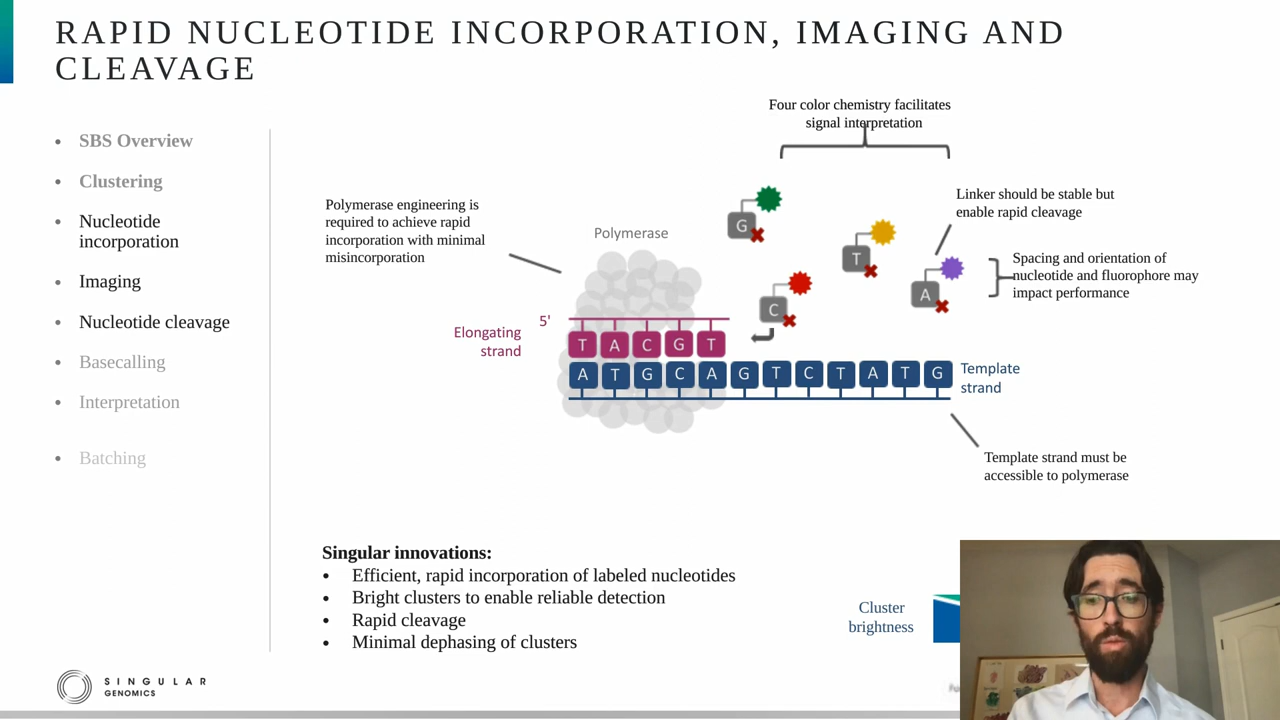 RAPID NUCLEOTIDE INCORPORATION, IMAGING AND
CLEAVAGE
• SBS Overview
• Clustering
• Nucleotide
incorporation
• Imaging
• Nucleotide cleavage
• Basecalling
• Interpretation
• Batching
Four color chemistry facilitates
signal interpretation
Polymerase engineering is
required to achieve rapid
incorporation with minimal
misincorporation
Polymerase
Linker should be stable but
enable rapid cleavage
Spacing and orientation of
nucleotide and fluorophore may
impact performance
G
T
A
C
5'
Elongating
strand
T A C G T
A T G C A G T C T A T G
Template
strand
Template strand must be
accessible to polymerase
Singular innovations:
• Efficient, rapid incorporation of labeled nucleotides
• Bright clusters to enable reliable detection
• Rapid cleavage
• Minimal dephasing of clusters
Cluster
brightness
SINGULAR
GENOMICS